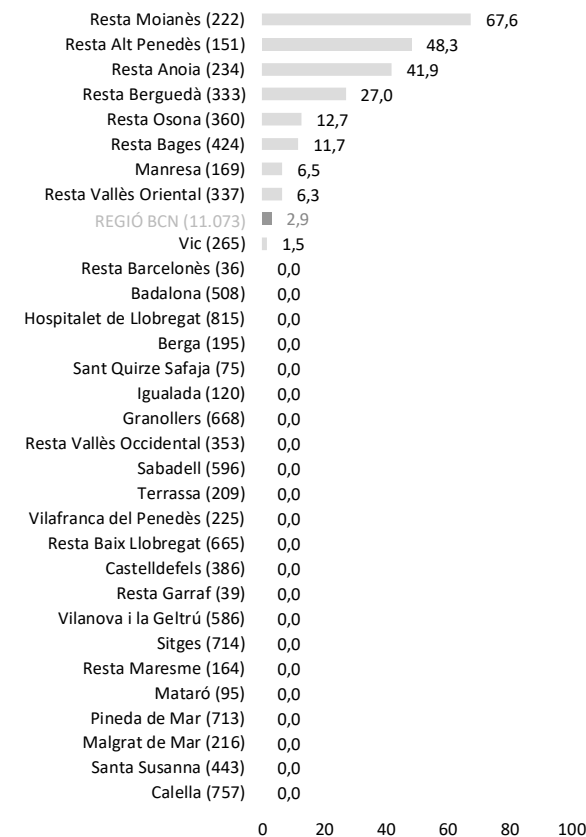 Resta Moianès (222) 67,6
Resta Alt Penedès (151) 48,3
Resta Anoia (234) 41,9
Resta Berguedà (333) 27,0
Resta Osona (360) 12,7
Resta Bages (424) 11,7
Manresa (169) 6,5
Resta Vallès Oriental (337) 6,3
REGIÓ BCN (11.073) 2,9
Vic (265) 1,5
Resta Barcelonès (36) 0,0
Badalona (508) 0,0
Hospitalet de Llobregat (815) 0,0
Berga (195) 0,0
Sant Quirze Safaja (75) 0,0
Igualada (120) 0,0
Granollers (668) 0,0
Resta Vallès Occidental (353) 0,0
Sabadell (596) 0,0
Terrassa (209) 0,0
Vilafranca del Penedès (225) 0,0
Resta Baix Llobregat (665) 0,0
Castelldefels (386) 0,0
Resta Garraf (39) 0,0
Vilanova i la Geltrú (586) 0,0
Sitges (714) 0,0
Resta Maresme (164) 0,0
Mataró (95) 0,0
Pineda de Mar (713) 0,0
Malgrat de Mar (216) 0,0
Santa Susanna (443) 0,0
Calella (757) 0,0
0 20 40 60 80 100